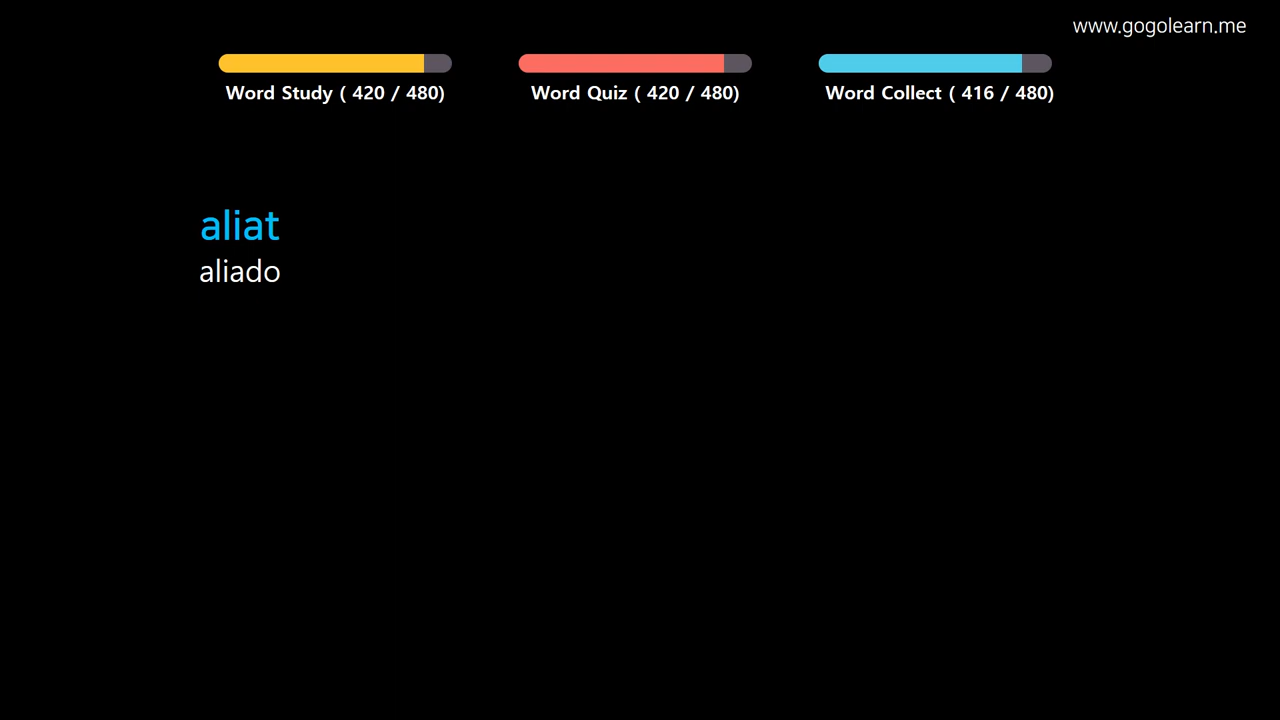 www.gogolearn.me
Word Study ( 420 / 480)
Word Quiz ( 420 / 480)
Word Collect ( 416 / 480)
aliat
aliado